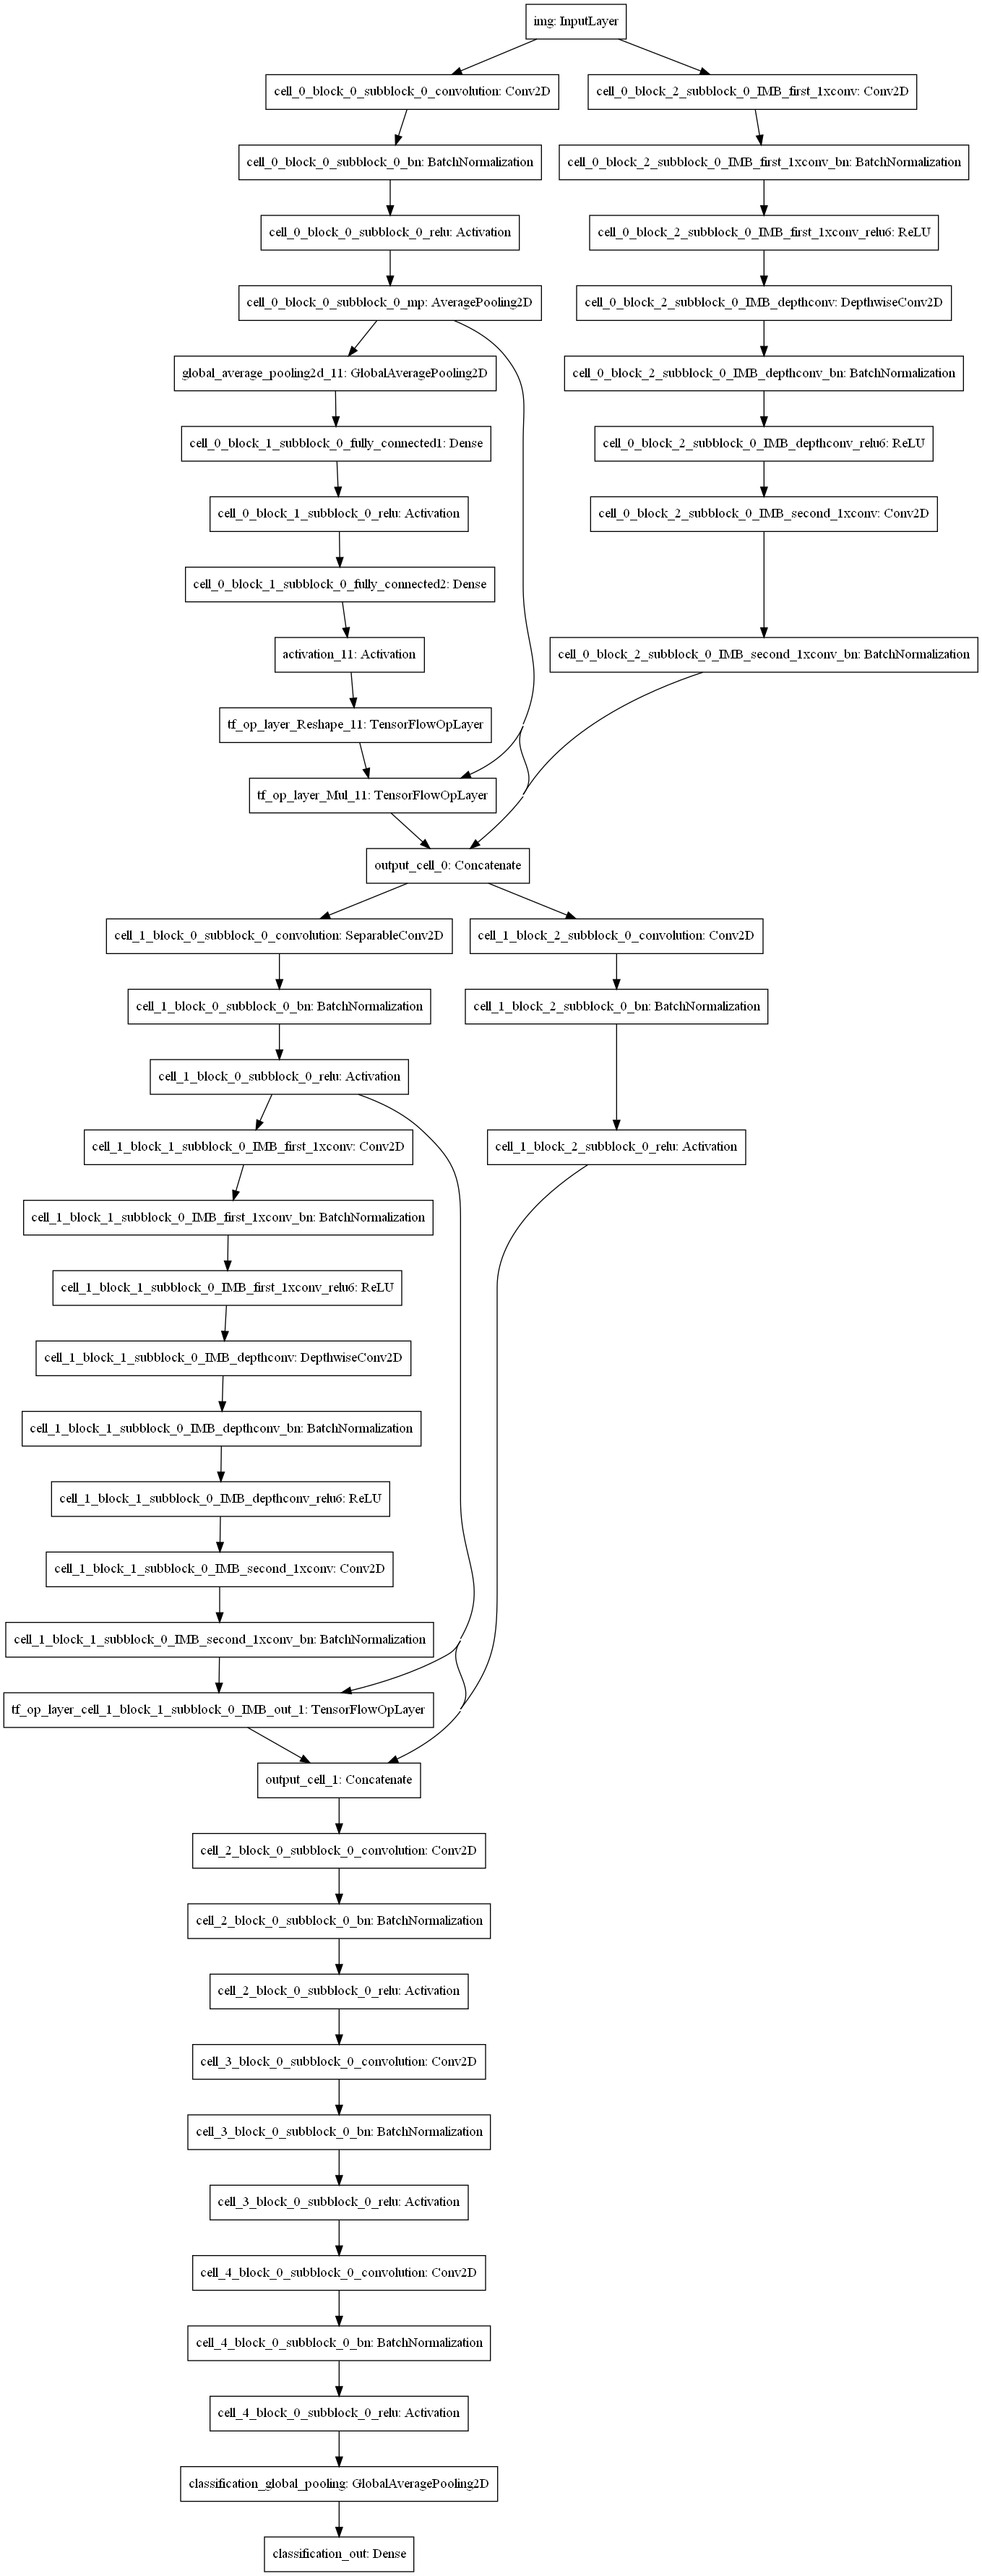 img: InputLayer
cell_0_block_0_subblock_0_convolution: Conv2D
cell_0_block_2_subblock_0_IMB_first_1xconv: Conv2D
cell_0_block_0_subblock_0_bn: BatchNormalization
cell_0_block_2_subblock_0_IMB_first_1xconv_bn: BatchNormalization
cell_0_block_0_subblock_0_relu: Activation
cell_0_block_2_subblock_0_IMB_first_1xconv_relu6: ReLU
cell_0_block_0_subblock_0_mp: AveragePooling2D
cell_0_block_2_subblock_0_IMB_depthconv: DepthwiseConv2D
global_average_pooling2d_11: GlobalAveragePooling2D
cell_0_block_2_subblock_0_IMB_depthconv_bn: BatchNormalization
cell_0_block_1_subblock_0_fully_connected1: Dense
cell_0_block_2_subblock_0_IMB_depthconv_relu6: ReLU
cell_0_block_1_subblock_0_relu: Activation
cell_0_block_2_subblock_0_IMB_second_1xconv: Conv2D
cell_0_block_1_subblock_0_fully_connected2: Dense
activation_11: Activation
cell_0_block_2_subblock_0_IMB_second_1xconv_bn: BatchNormalization
tf_op_layer_Reshape_11: TensorFlowOpLayer
tf_op_layer_Mul_11: TensorFlowOpLayer
output_cell_0: Concatenate
cell_1_block_0_subblock_0_convolution: SeparableConv2D
cell_1_block_2_subblock_0_convolution: Conv2D
cell_1_block_0_subblock_0_bn: BatchNormalization
cell_1_block_2_subblock_0_bn: BatchNormalization
cell_1_block_0_subblock_0_relu: Activation
cell_1_block_1_subblock_0_IMB_first_1xconv: Conv2D
cell_1_block_2_subblock_0_relu: Activation
cell_1_block_1_subblock_0_IMB_first_1xconv_bn: BatchNormalization
cell_1_block_1_subblock_0_IMB_first_1xconv_relu6: ReLU
cell_1_block_1_subblock_0_IMB_depthconv: DepthwiseConv2D
cell_1_block_1_subblock_0_IMB_depthconv_bn: BatchNormalization
cell_1_block_1_subblock_0_IMB_depthconv_relu6: ReLU
cell_1_block_1_subblock_0_IMB_second_1xconv: Conv2D
cell_1_block_1_subblock_0_IMB_second_1xconv_bn: BatchNormalization
tf_op_layer_cell_1_block_1_subblock_0_IMB_out_1: TensorFlowOpLayer
output_cell_1: Concatenate
cell_2_block_0_subblock_0_convolution: Conv2D
cell_2_block_0_subblock_0_bn: BatchNormalization
cell_2_block_0_subblock_0_relu: Activation
cell_3_block_0_subblock_0_convolution: Conv2D
cell_3_block_0_subblock_0_bn: BatchNormalization
cell_3_block_0_subblock_0_relu: Activation
cell_4_block_0_subblock_0_convolution: Conv2D
cell_4_block_0_subblock_0_bn: BatchNormalization
cell_4_block_0_subblock_0_relu: Activation
classification_global_pooling: GlobalAveragePooling2D
classification_out: Dense